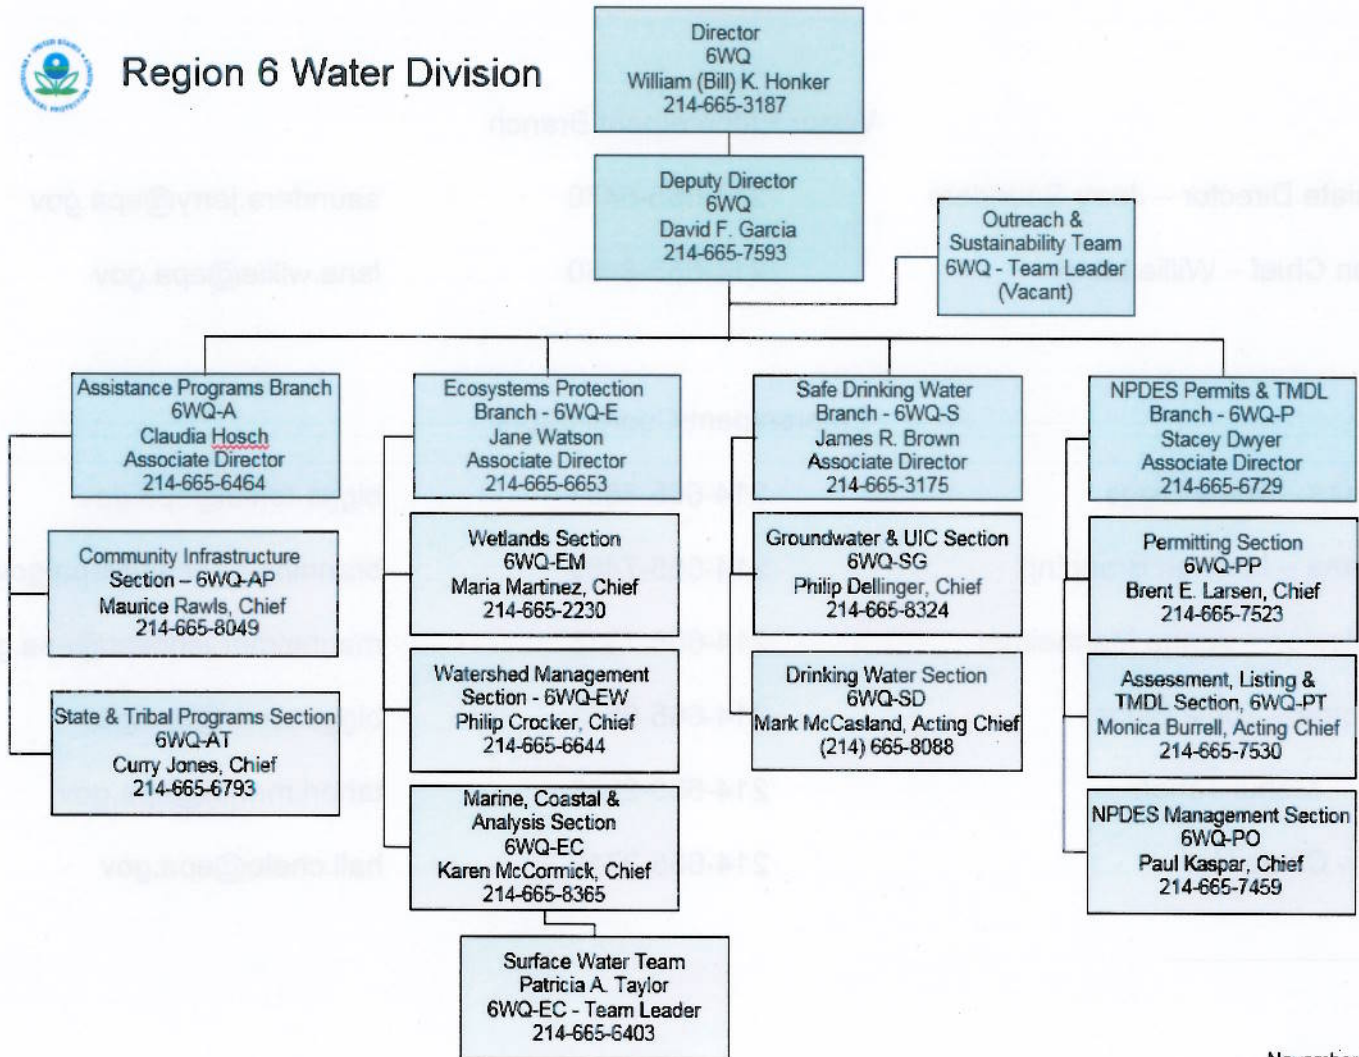 Region 6 Water Division
Director
6WQ
William (Bill) K. Honker
214-665-3187
Deputy Director
6WQ
David F. Garcia
214-665-7593
Outreach &
Sustainability Team
6WQ - Team Leader
(Vacant)
Assistance Programs Branch
6WQ-A
Claudia Hosch
Associate Director
214-665-6464
Community Infrastructure
Section - 6WQ-AP
Maurice Rawls, Chief
214-665-8049
State & Tribal Programs Section
6WQ-AT
Curry Jones, Chief
214-665-6793
Ecosystems Protection
Branch - 6WQ-E
Jane Watson
Associate Director
214-665-6653
Wetlands Section
6WQ-EM
Maria Martinez, Chief
214-665-2230
Watershed Management
Section - 6WQ-EW
Philip Crocker, Chief
214-665-6644
Marine, Coastal &
Analysis Section
6WQ-EC
Karen McCormick, Chief
214-665-8365
Surface Water Team
Patricia A. Taylor
6WQ-EC - Team Leader
214-665-6403
Safe Drinking Water
Branch - 6WQ-S
James R. Brown
Associate Director
214-665-3175
Groundwater & UIC Section
6WQ-SG
Philip Dellinger, Chief
214-665-8324
Drinking Water Section
6WQ-SD
Mark McCasland, Acting Chief
(214) 665-8088
NPDES Permits & TMDL
Branch - 6WQ-P
Stacey Dwyer
Associate Director
214-665-6729
Permitting Section
6WQ-PP
Brent E. Larsen, Chief
214-665-7523
Assessment, Listing &
TMDL Section, 6WQ-PT
Monica Burrell, Acting Chief
214-665-7530
NPDES Management Section
6WQ-PO
Paul Kaspar, Chief
214-665-7459